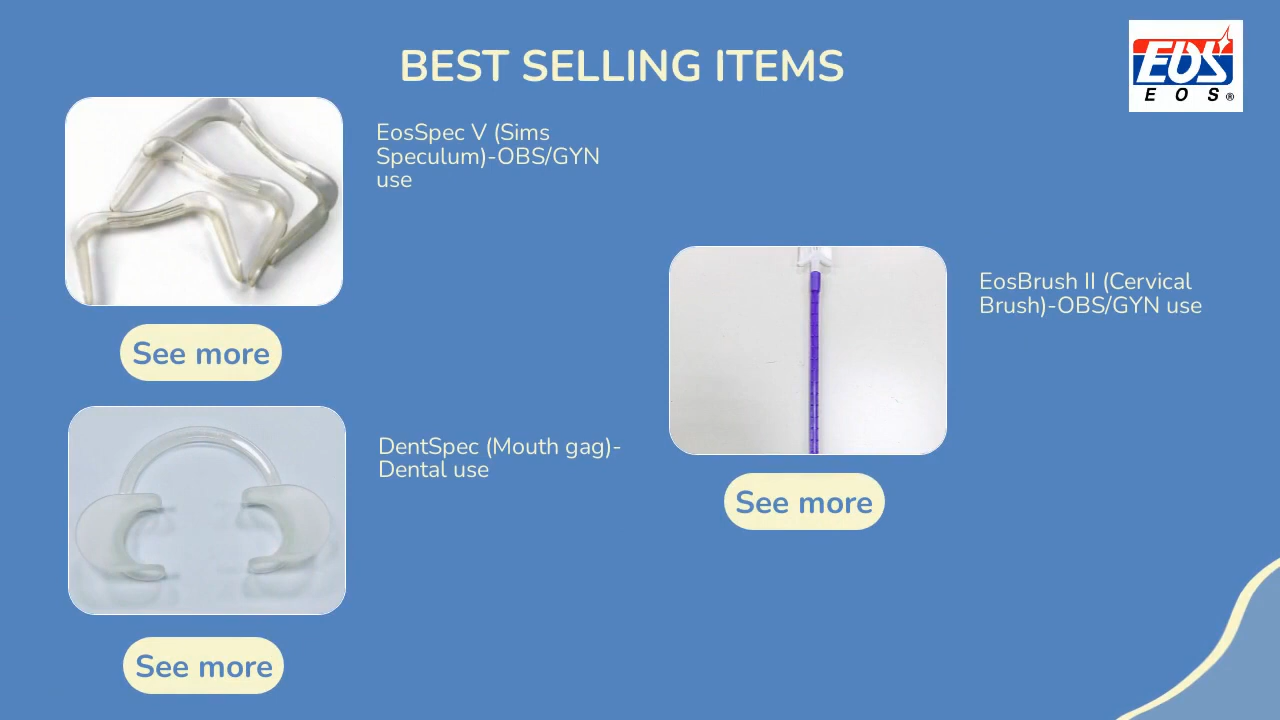 BEST SELLING ITEMS
EOS
E O S®
EosSpec V (Sims
Speculum)-OBS/GYN
use
See more
EosBrush II (Cervical
Brush)-OBS/GYN use
See more
DentSpec (Mouth gag)-
Dental use
See more